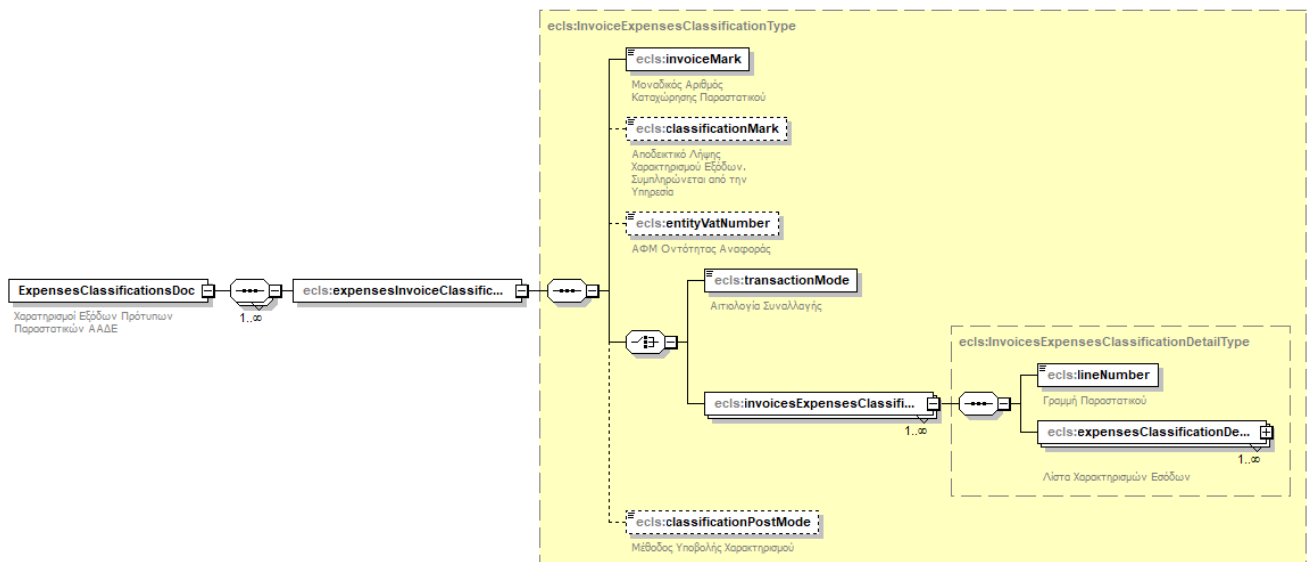 ecls:InvoiceExpensesClassificationType
ecls:invoiceMark
Μοναδικός Αριθμός
Καταχώρησης Παραστατικού
ecls:classificationMark
Αποδεικτικό Λήψης
Χαρακτηρισμού Εξόδων.
Συμπληρώνεται από την
Υπηρεσία
ecls:entityVatNumber
ΑΦΜ Οντότητας Αναφοράς
ExpensesClassificationsDoc
Χαρατηρισμοί Εξόδων Πρότυπων
Παραστατικών ΑΑΔΕ
1..∞
ecls:expensesInvoiceClassific...
ecls:transactionMode
Αιτιολογία Συναλλαγής
ecls:invoicesExpensesClassifi...
1..∞
ecls:InvoicesExpensesClassificationDetailType
ecls:lineNumber
Γραμμή Παραστατικού
ecls:expensesClassificationDe...
1..∞
Λίστα Χαρακτηρισμών Εσόδων
ecls:classificationPostMode
Μέθοδος Υποβολής Χαρακτηρισμού